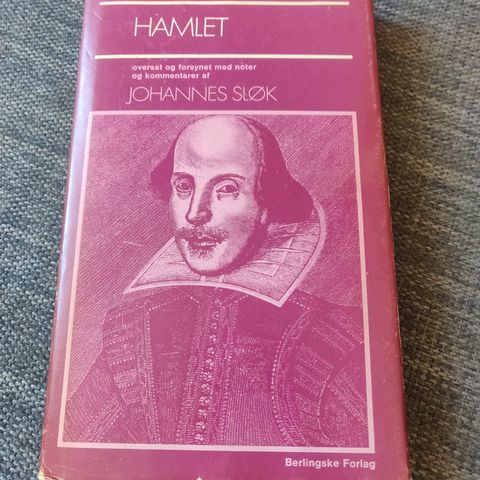 HAMLET
oversat og forsynet med noter
og kommentarer af
JOHANNES SLØK
Berlingske Forlag